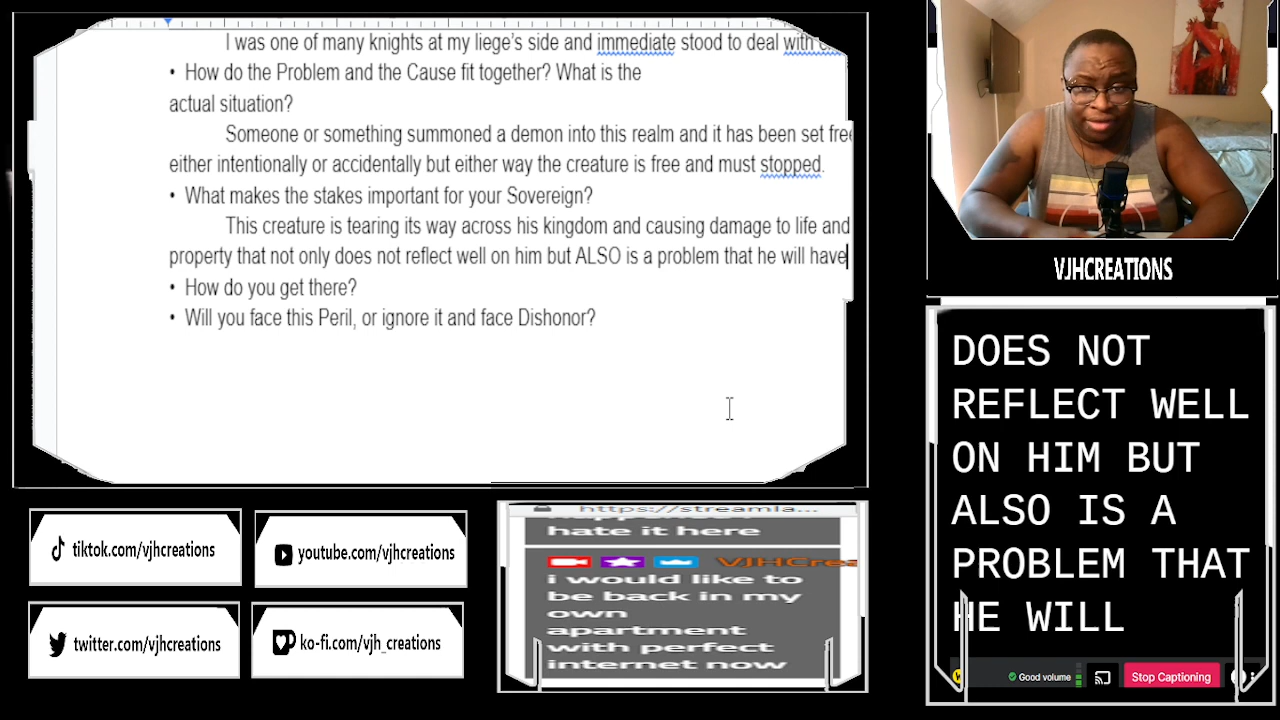 I was one of many knights at my liege's side and immediate stood to deal with
• How do the Problem and the Cause fit together? What is the
actual situation?
Someone or something summoned a demon into this realm and it has been set free
either intentionally or accidentally but either way the creature is free and must stopped.
• What makes the stakes important for your Sovereign?
This creature is tearing its way across his kingdom and causing damage to life and
property that not only does not reflect well on him but ALSO is a problem that he will have
• How do you get there?
• Will you face this Peril, or ignore it and face Dishonor?
VJHCREATIONS
DOES NOT
REFLECT WELL
ON HIM BUT
ALSO IS A
PROBLEM THAT
HE WILL
Good volume
Stop Captioning
tiktok.com/vjhcreations
youtube.com/vjhcreations
twitter.com/vjhcreations
ko-fi.com/vjh_creations
https://streamla...
hate it here
VJHCrea
i would like to
be back in my
own
apartment
with perfect
internet now